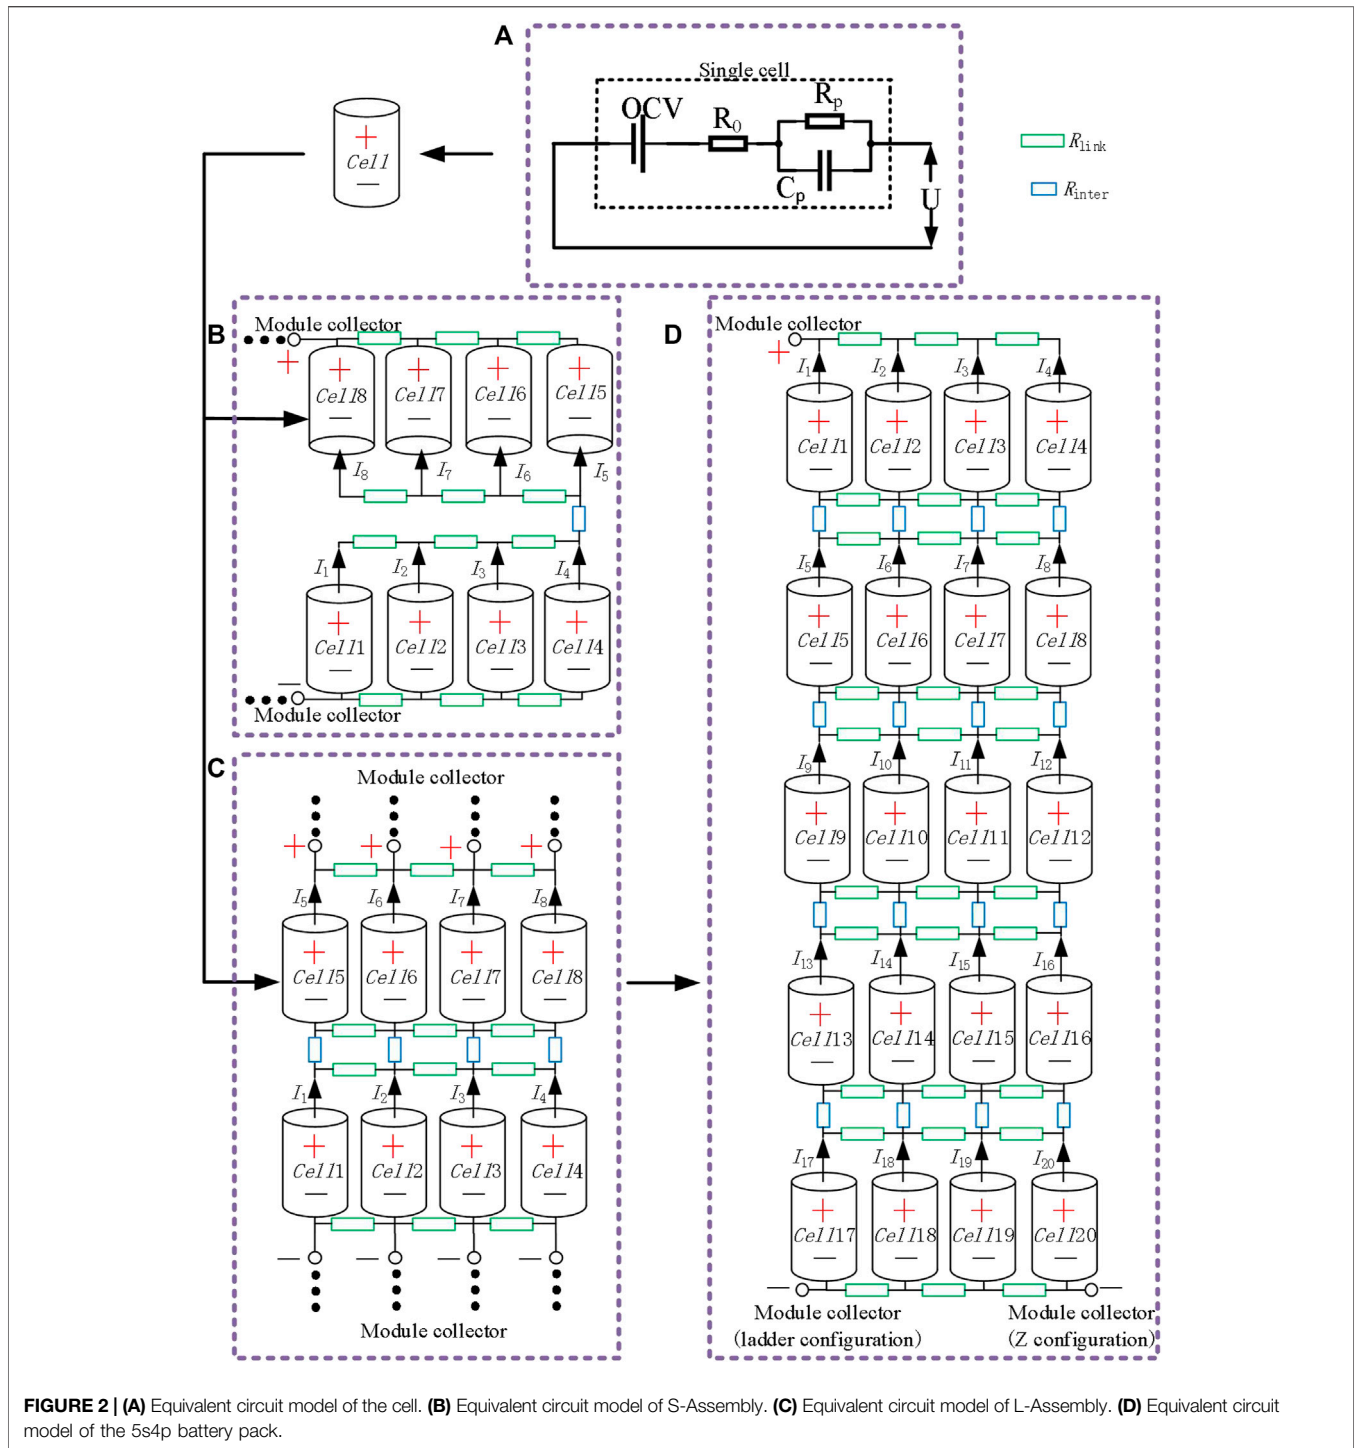 A
Single cell
OCV
R0
Rp
Cp
U
Rlink
Rinter
+
Cell
—
B
Module collector
+
+ + + +
Cell8 Cell7 Cell6 Cell5
— — — —
I8 I7 I6 I5
I1 I2 I3 I4
+ + + +
Cell1 Cell2 Cell3 Cell4
— — — —
—
Module collector
C
Module collector
+ + + +
I5 I6 I7 I8
+ + + +
Cell5 Cell6 Cell7 Cell8
— — — —
I1 I2 I3 I4
+ + + +
Cell1 Cell2 Cell3 Cell4
— — — —
— — — —
Module collector
D
Module collector
+
I1 I2 I3 I4
+ + + +
Cell1 Cell2 Cell3 Cell4
— — — —
I5 I6 I7 I8
+ + + +
Cell5 Cell6 Cell7 Cell8
— — — —
I9 I10 I11 I12
+ + + +
Cell9 Cell10 Cell11 Cell12
— — — —
I13 I14 I15 I16
+ + + +
Cell13 Cell14 Cell15 Cell16
— — — —
I17 I18 I19 I20
+ + + +
Cell17 Cell18 Cell19 Cell20
— — — —
— —
Module collector
(ladder configuration)
Module collector
(Z configuration)
FIGURE 2 | (A) Equivalent circuit model of the cell. (B) Equivalent circuit model of S-Assembly. (C) Equivalent circuit model of L-Assembly. (D) Equivalent circuit
model of the 5s4p battery pack.